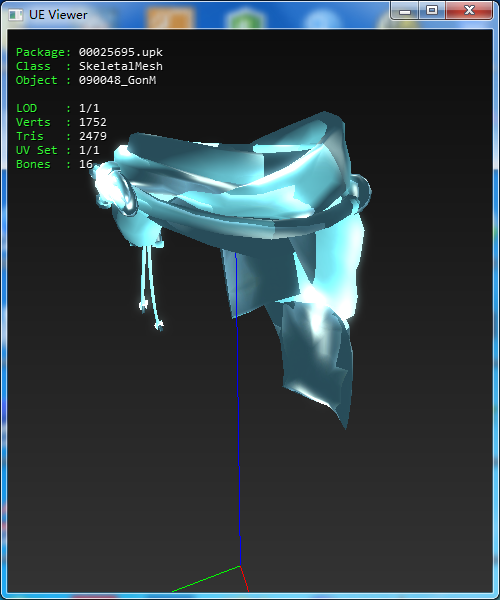 UE Viewer
Package: 00025695.upk
Class : SkeletalMesh
Object : 090048_GonM
LOD : 1/1
Verts : 1752
Tris : 2479
UV Set : 1/1
Bones : 16